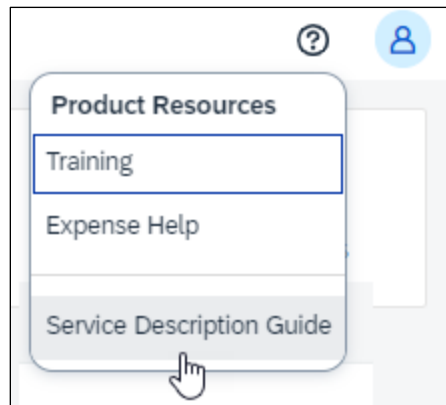 Product Resources
Training
Expense Help
Service Description Guide